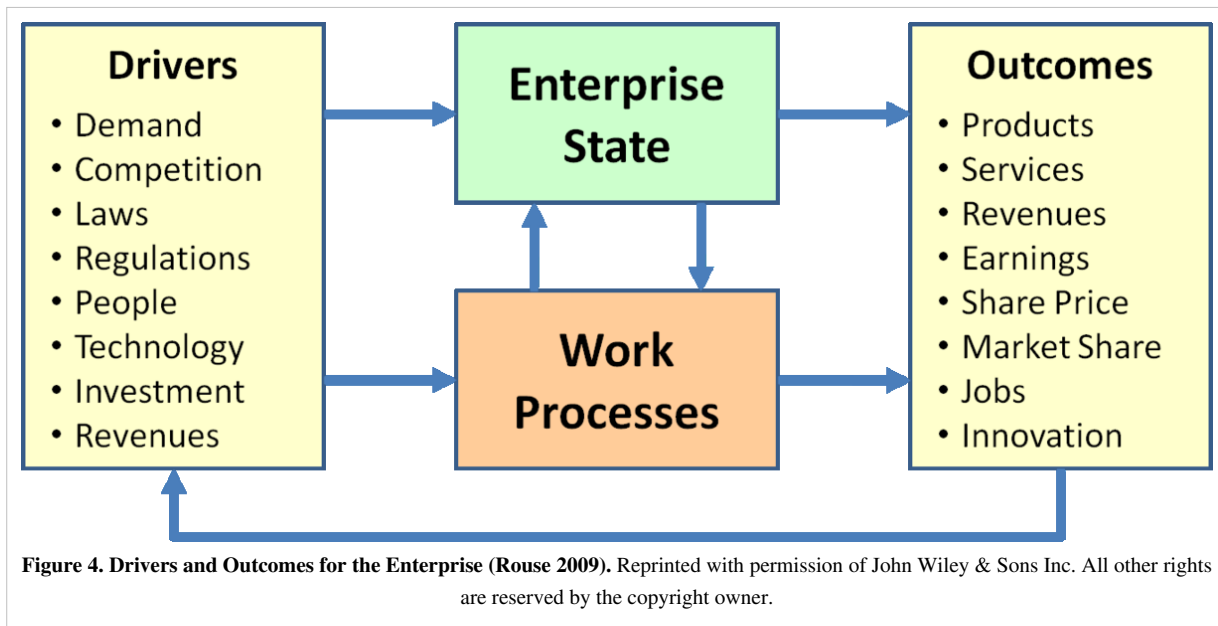 Drivers
• Demand
• Competition
• Laws
• Regulations
• People
• Technology
• Investment
• Revenues
Enterprise
State
Work
Processes
Outcomes
• Products
• Services
• Revenues
• Earnings
• Share Price
• Market Share
• Jobs
• Innovation
Figure 4. Drivers and Outcomes for the Enterprise (Rouse 2009). Reprinted with permission of John Wiley & Sons Inc. All other rights
are reserved by the copyright owner.